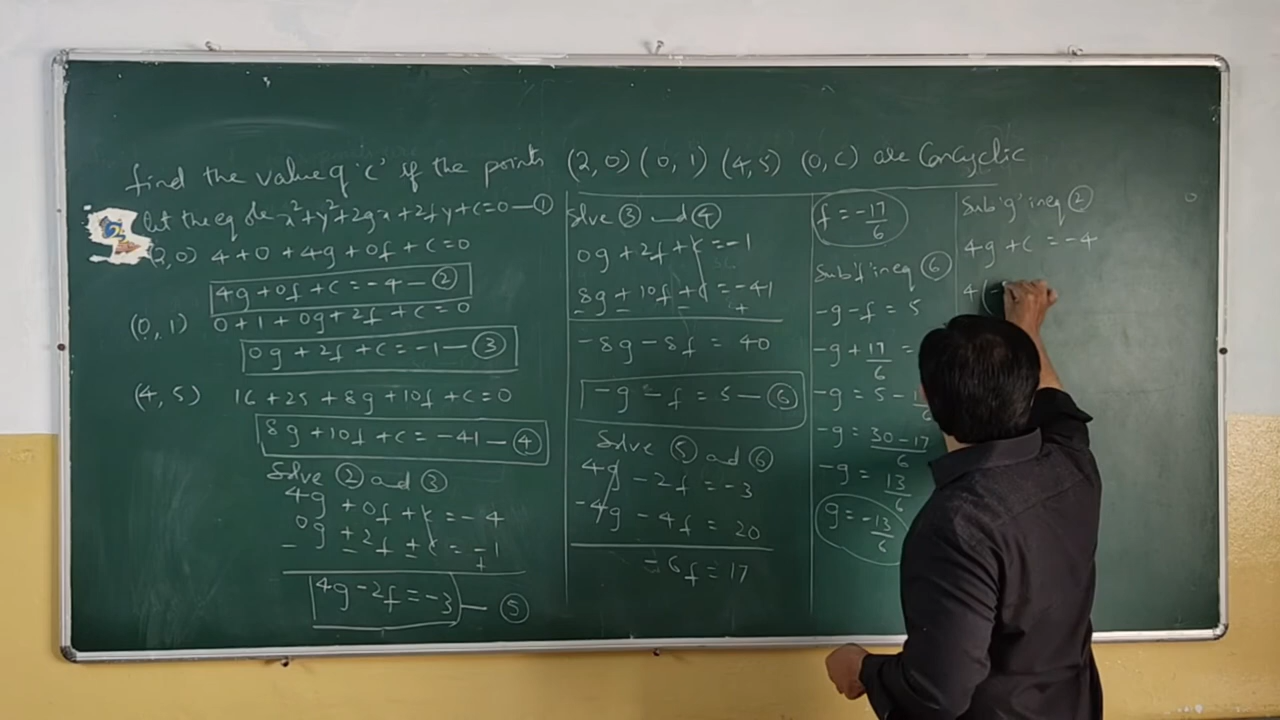 find the value of 'c' if the points (2,0) (0,1) (4,5) (0,c) are Concyclic
let the eq be x²+y²+2gx+2fy+c=0 — ①
(2,0) 4+0+4g+0f+c=0
4g+0f+c=-4 — ②
(0,1) 0+1+0g+2f+c=0
0g+2f+c=-1 — ③
(4,5) 16+25+8g+10f+c=0
8g+10f+c=-41 — ④
Solve ② and ③
4g+0f+c=-4
0g+2f+c=-1
- - - +
4g-2f=-3 — ⑤
Solve ③ and ④
0g+2f+c=-1
8g+10f+c=-41
- - - +
-8g-8f=40
-g-f=5 — ⑥
Solve ⑤ and ⑥
4g-2f=-3
-4g-4f=20
-6f=17
f=-17/6
Sub 'f' in eq ⑥
-g-f=5
-g+17/6=
-g=5-
-g=30-17/6
-g=13/6
g=-13/6
Sub 'g' in eq ②
4g+c=-4
4(-